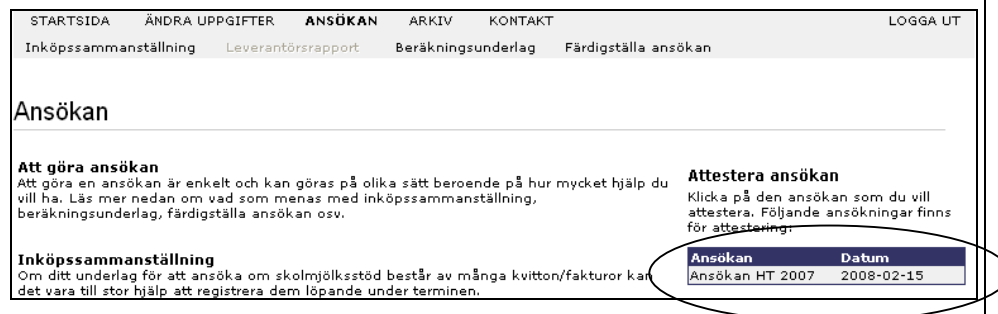 STARTSIDA ÄNDRA UPPGIFTER ANSÖKAN ARKIV KONTAKT LOGGA UT
Inköpssammanställning Leverantörsrapport Beräkningsunderlag Färdigställa ansökan
Ansökan
Att göra ansökan
Att göra en ansökan är enkelt och kan göras på olika sätt beroende på hur mycket hjälp du
vill ha. Läs mer nedan om vad som menas med inköpssammanställning,
beräkningsunderlag, färdigställa ansökan osv.
Inköpssammanställning
Om ditt underlag för att ansöka om skolmjölksstöd består av många kvitton/fakturor kan
det vara till stor hjälp att registrera dem löpande under terminen.
Attestera ansökan
Klicka på den ansökan som du vill
attestera. Följande ansökningar finns
för attestering:
Ansökan Datum
Ansökan HT 2007 2008-02-15